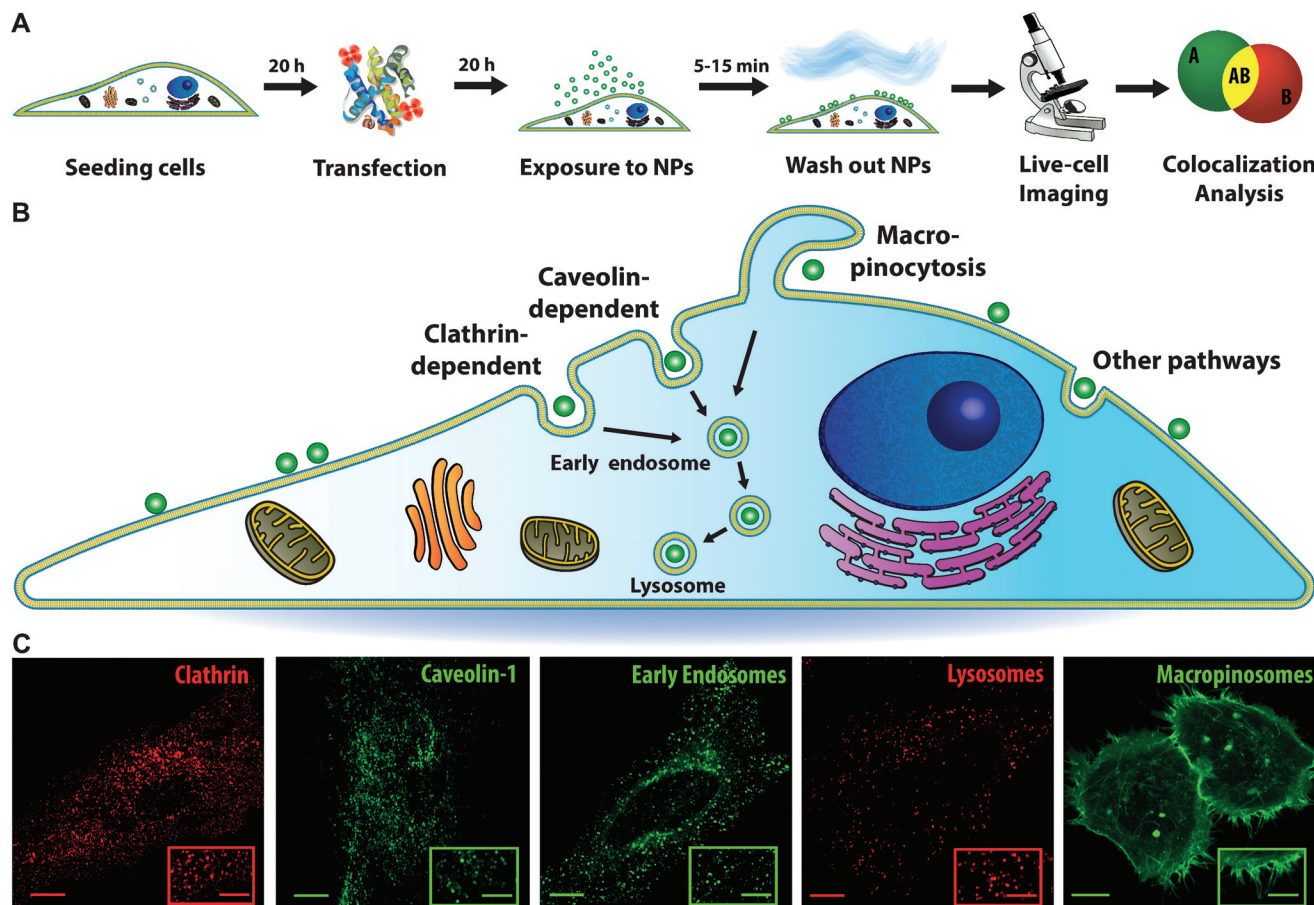 A
20 h
20 h
5-15 min
A
AB
B
Seeding cells
Transfection
Exposure to NPs
Wash out NPs
Live-cell
Imaging
Colocalization
Analysis
B
Macro-
pinocytosis
Caveolin-
dependent
Clathrin-
dependent
Other pathways
Early endosome
Lysosome
C
Clathrin
Caveolin-1
Early Endosomes
Lysosomes
Macropinosomes